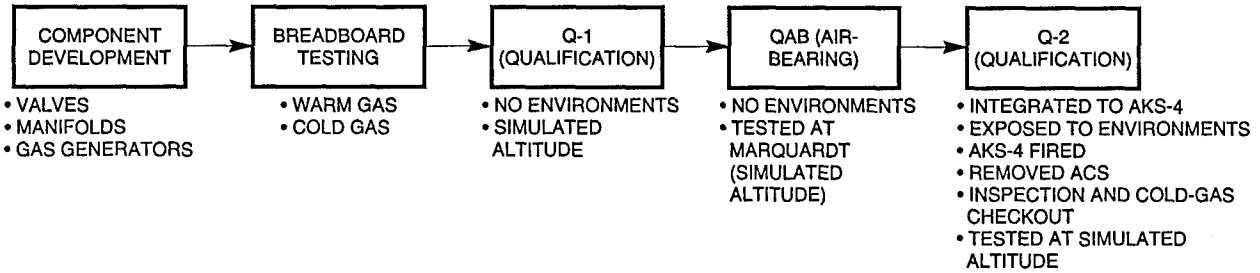 COMPONENT
DEVELOPMENT
• VALVES
• MANIFOLDS
• GAS GENERATORS
BREADBOARD
TESTING
• WARM GAS
• COLD GAS
Q-1
(QUALIFICATION)
• NO ENVIRONMENTS
• SIMULATED
ALTITUDE
QAB (AIR-
BEARING)
• NO ENVIRONMENTS
• TESTED AT
MARQUARDT
(SIMULATED
ALTITUDE)
Q-2
(QUALIFICATION)
• INTEGRATED TO AKS-4
• EXPOSED TO ENVIRONMENTS
• AKS-4 FIRED
• REMOVED ACS
• INSPECTION AND COLD-GAS
CHECKOUT
• TESTED AT SIMULATED
ALTITUDE